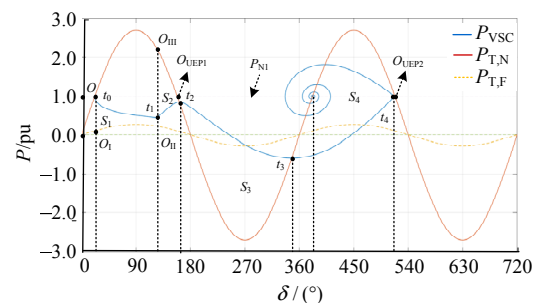 P/pu
3.0
2.0
1.0
0.0
−1.0
−2.0
−3.0
0
90
180
270
360
450
540
630
720
δ / (°)
P_VSC
P_T,N
P_T,F
O
t_0
S_1
O_I
O_III
t_1
S_2
O_II
O_UEP1
t_2
P_N1
S_3
t_3
S_4
O_UEP2
t_4